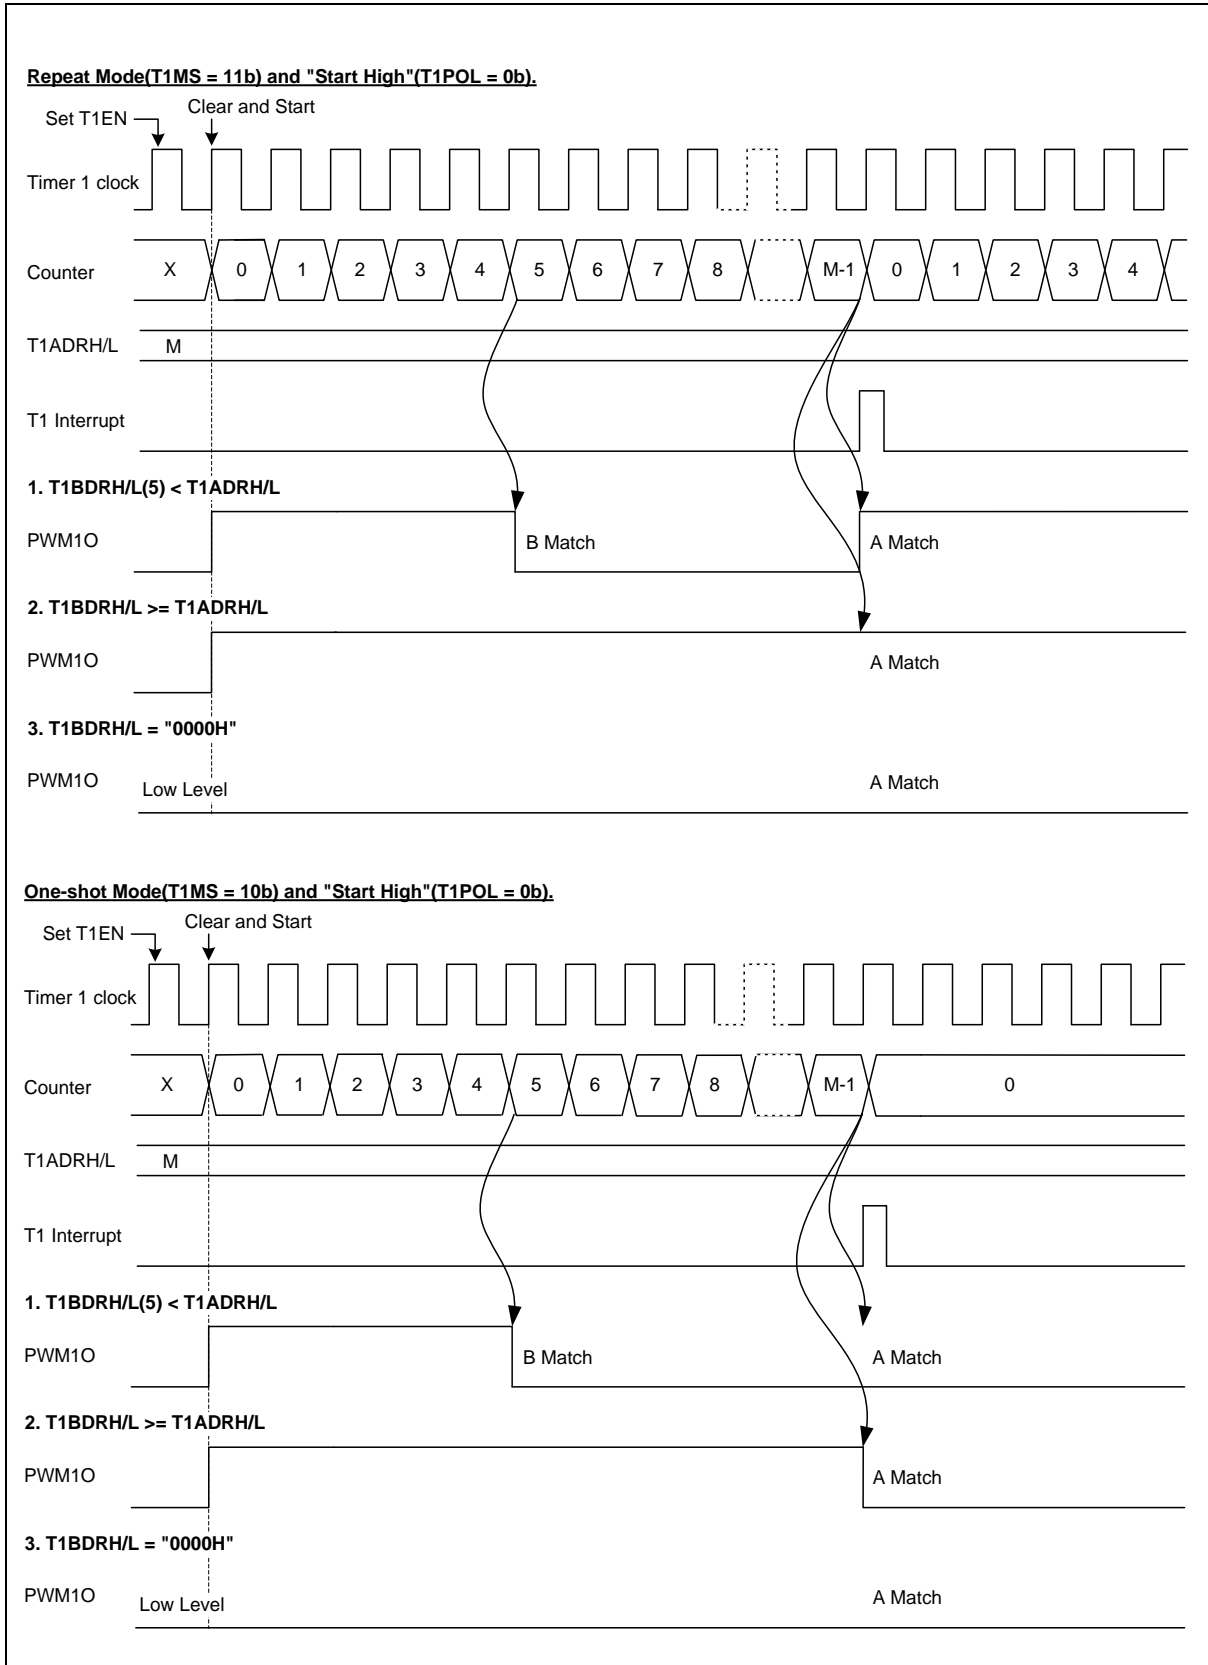 Repeat Mode(T1MS = 11b) and "Start High"(T1POL = 0b).
Set T1EN
Clear and Start
Timer 1 clock
Counter X 0 1 2 3 4 5 6 7 8 M-1 0 1 2 3 4
T1ADRH/L M
T1 Interrupt
1. T1BDRH/L(5) < T1ADRH/L
PWM1O B Match A Match
2. T1BDRH/L >= T1ADRH/L
PWM1O A Match
3. T1BDRH/L = "0000H"
PWM1O Low Level A Match
One-shot Mode(T1MS = 10b) and "Start High"(T1POL = 0b).
Set T1EN
Clear and Start
Timer 1 clock
Counter X 0 1 2 3 4 5 6 7 8 M-1 0
T1ADRH/L M
T1 Interrupt
1. T1BDRH/L(5) < T1ADRH/L
PWM1O B Match A Match
2. T1BDRH/L >= T1ADRH/L
PWM1O A Match
3. T1BDRH/L = "0000H"
PWM1O Low Level A Match